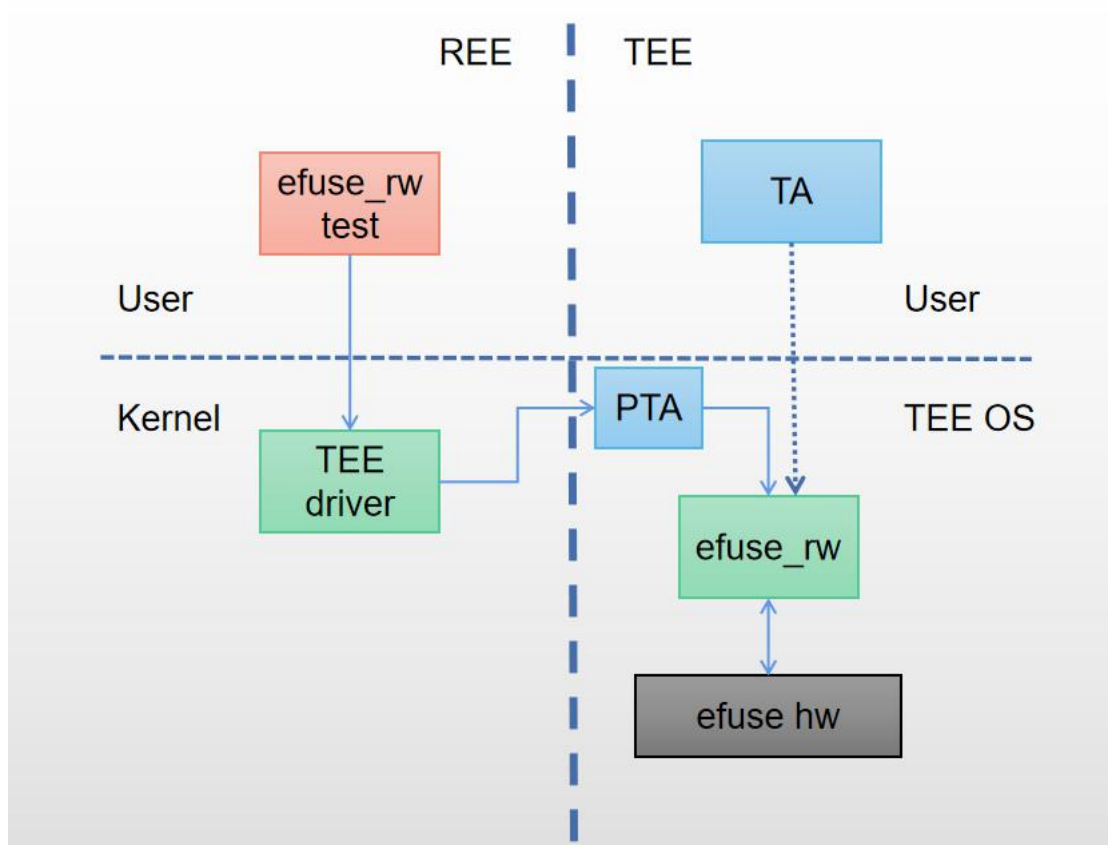 REE
TEE
efuse_rw
test
TA
User
User
Kernel
PTA
TEE OS
TEE
driver
efuse_rw
efuse hw